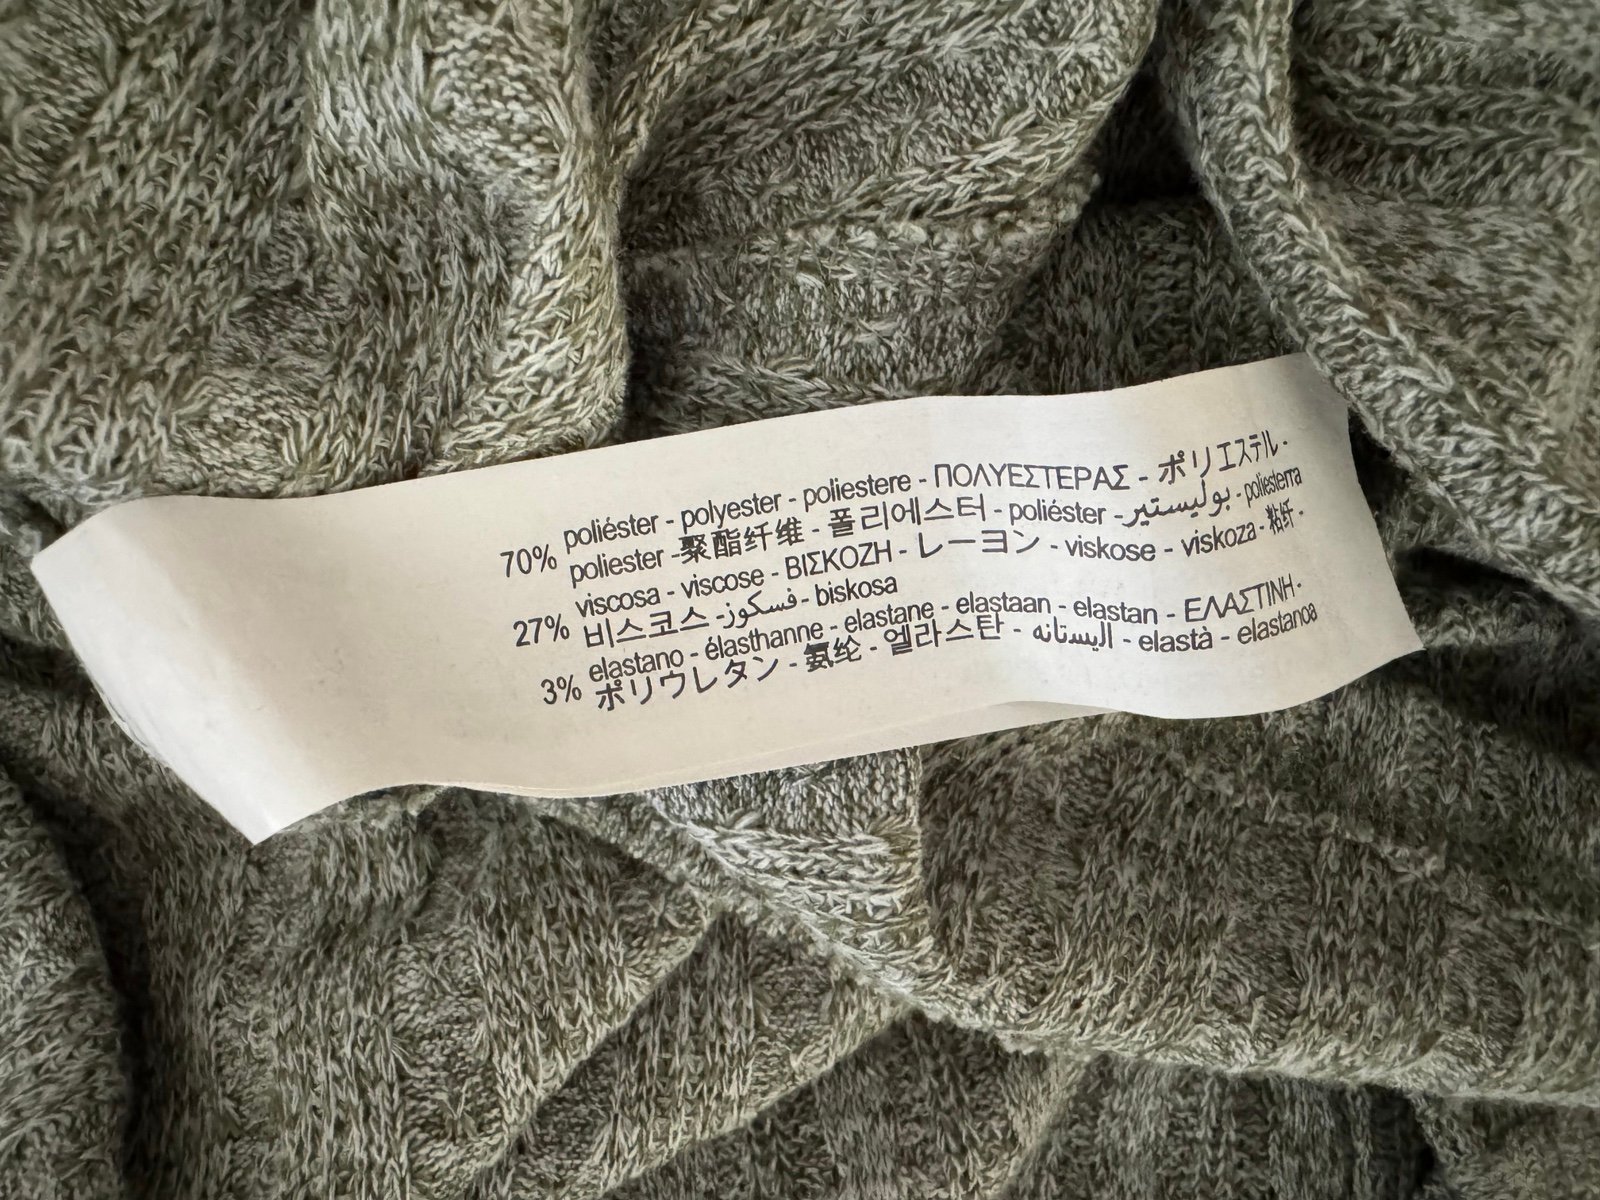 70% poliéster - polyester - poliestere - ΠΟΛΥΕΣΤΕΡΑΣ - ポリエステル -
poliester -聚酯纤维 - 폴리에스터 - poliéster -بوليستير - poliesterra
27% viscosa - viscose - ΒΙΣΚΟΖΗ - レーヨン - viskose - viskoza - 粘纤 -
비스코스 -فسكوز - biskosa
3% elastano - élasthanne - elastane - elastaan - elastan - ΕΛΑΣΤΙΝΗ -
ポリウレタン - 氨纶 - 엘라스탄 - اليستانه - elastà - elastanoa